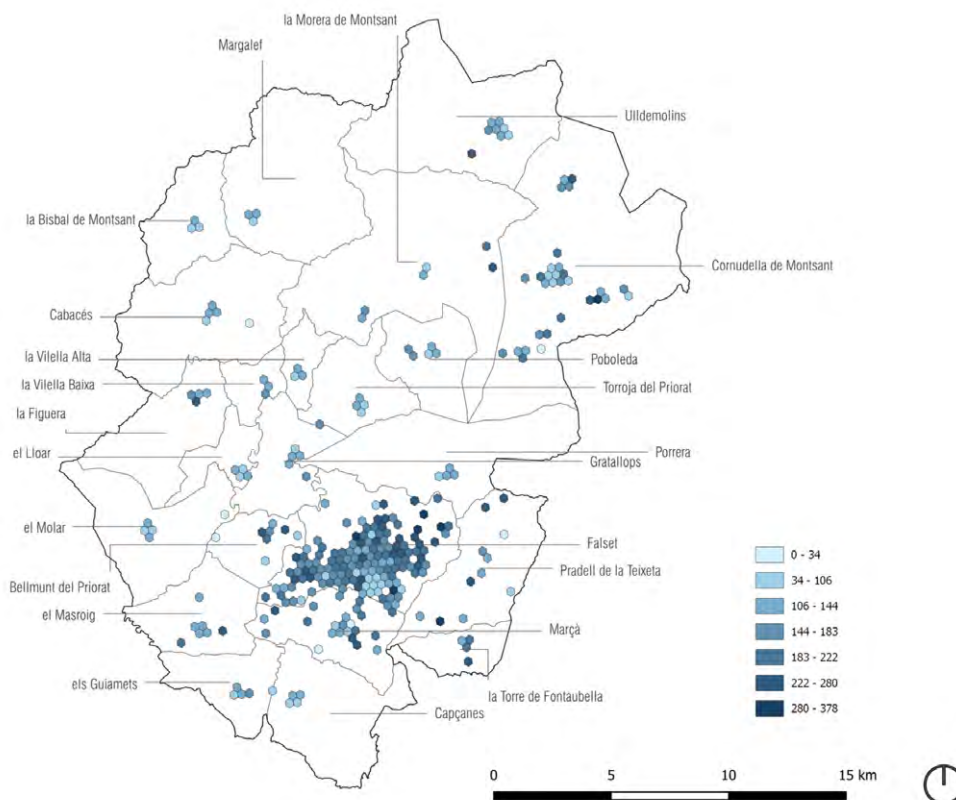 la Morera de Montsant
Margalef
Ulldemolins
la Bisbal de Montsant
Cornudella de Montsant
Cabacés
la Vilella Alta
Poboleda
la Vilella Baixa
Torroja del Priorat
la Figuera
el Lloar
Porrera
Gratallops
el Molar
Falset
Pradell de la Teixeta
Bellmunt del Priorat
el Masroig
Marçà
els Guiamets
la Torre de Fontaubella
Capçanes
0 - 34
34 - 106
106 - 144
144 - 183
183 - 222
222 - 280
280 - 378
0 5 10 15 km